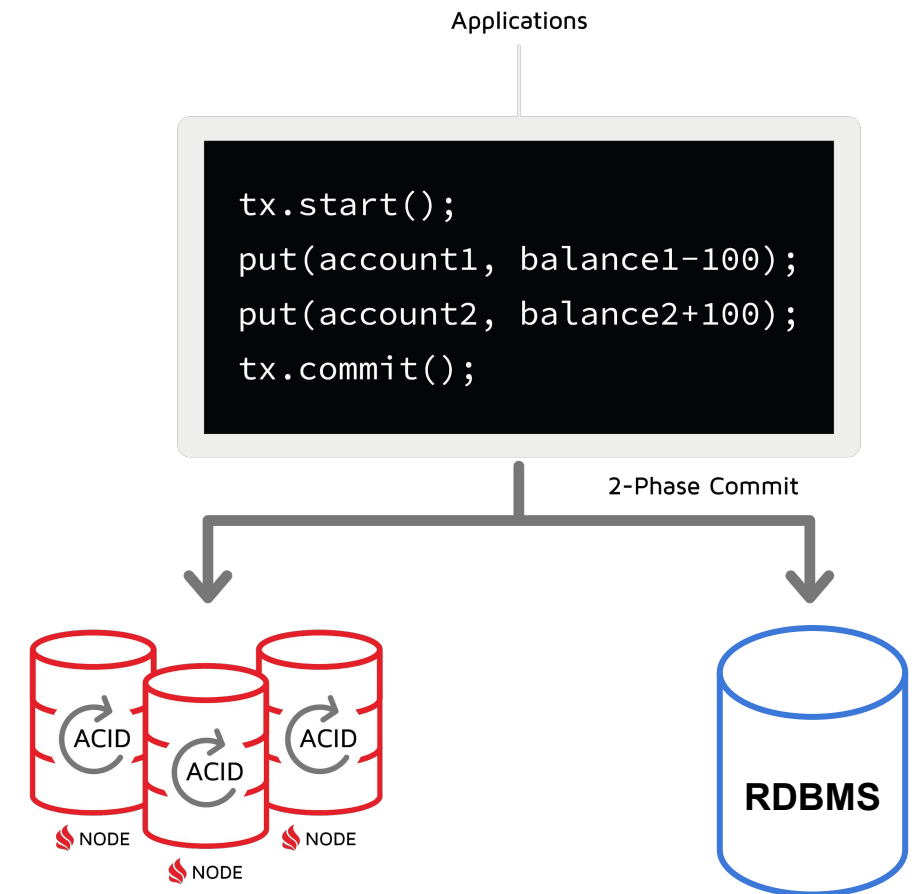 Applications
tx.start();
put(account1, balance1-100);
put(account2, balance2+100);
tx.commit();
2-Phase Commit
ACID
ACID
ACID
RDBMS
NODE
NODE
NODE